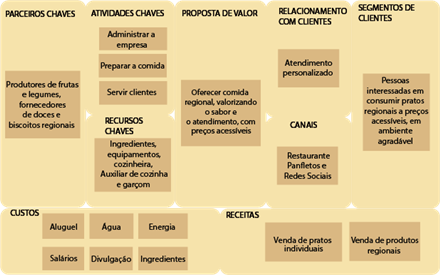 PARCEIROS CHAVES
Produtores de frutas
e legumes,
fornecedores
de doces e
biscoitos regionais
ATIVIDADES CHAVES
Administrar a
empresa
Preparar a comida
Servir clientes
RECURSOS
CHAVES
Ingredientes,
equipamentos,
cozinheira,
Auxiliar de cozinha
e garçom
PROPOSTA DE VALOR
Oferecer comida
regional, valorizando
o sabor e
o atendimento, com
preços acessíveis
RELACIONAMENTO
COM CLIENTES
Atendimento
personalizado
CANAIS
Restaurante
Panfletos e
Redes Sociais
SEGMENTOS DE
CLIENTES
Pessoas
interessadas em
consumir pratos
regionais a preços
acessíveis, em
ambiente
agradável
CUSTOS
Aluguel
Água
Energia
Salários
Divulgação
Ingredientes
RECEITAS
Venda de pratos
individuais
Venda de produtos
regionais